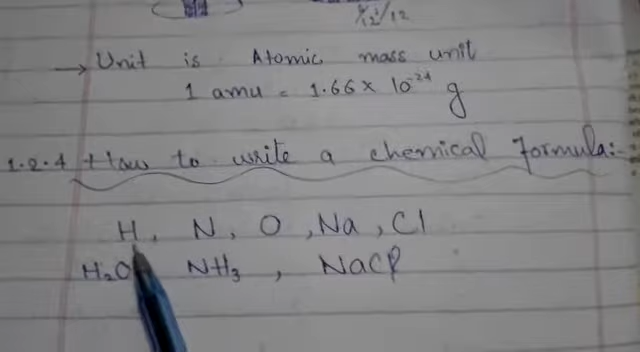 → Unit is Atomic mass unit
1 amu = 1.66 × 10⁻²⁴ g
1.2.4 How to write a chemical formula:-
H, N, O, Na, Cl
H₂O NH₃, NaCl